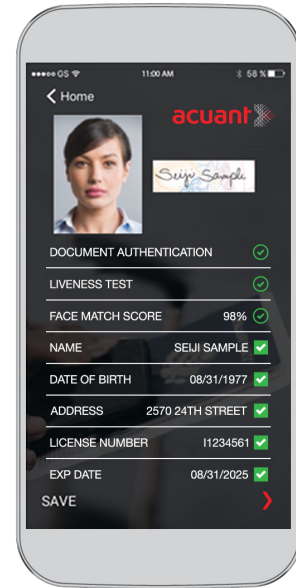 GS 11:00 AM 58 %
Home
acuant
Seiji Sample
DOCUMENT AUTHENTICATION
LIVENESS TEST
FACE MATCH SCORE 98%
NAME SEIJI SAMPLE
DATE OF BIRTH 08/31/1977
ADDRESS 2570 24TH STREET
LICENSE NUMBER I1234561
EXP DATE 08/31/2025
SAVE